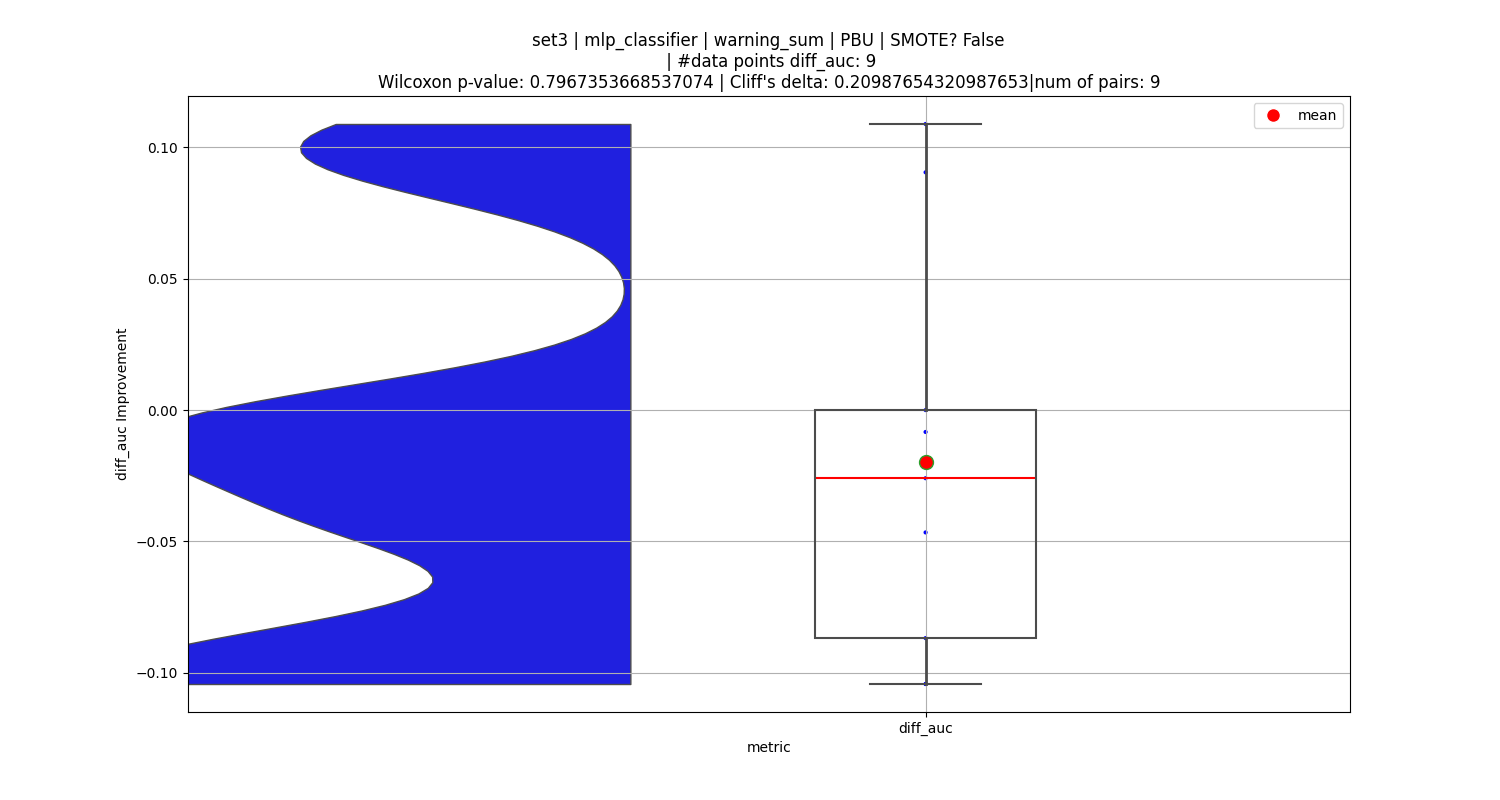 set3 | mlp_classifier | warning_sum | PBU | SMOTE? False
| #data points diff_auc: 9
Wilcoxon p-value: 0.7967353668537074 | Cliff's delta: 0.20987654320987653|num of pairs: 9
mean
0.10
0.05
0.00
−0.05
−0.10
diff_auc Improvement
diff_auc
metric